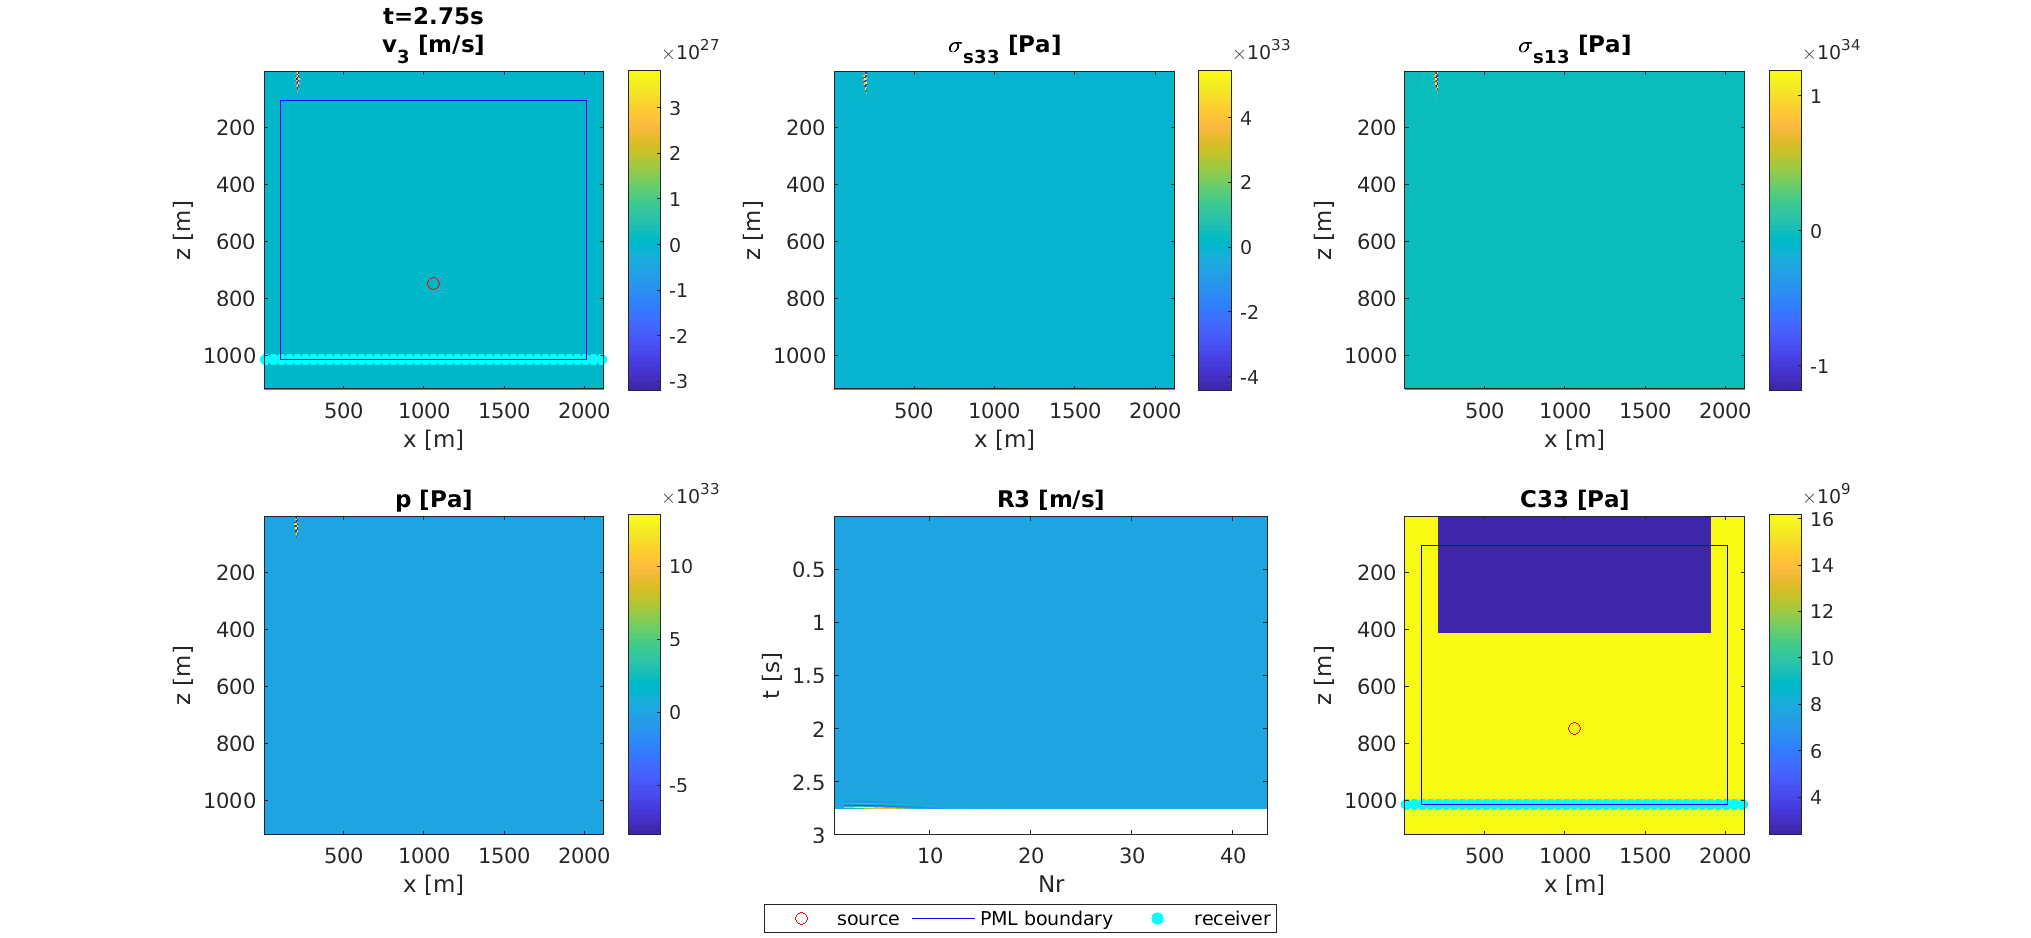 t=2.75s
v3 [m/s]
×10^27
3
2
1
0
-1
-2
-3
200
400
600
800
1000
z [m]
500 1000 1500 2000
x [m]
σs33 [Pa]
×10^33
4
2
0
-2
-4
200
400
600
800
1000
z [m]
500 1000 1500 2000
x [m]
σs13 [Pa]
×10^34
1
0
-1
200
400
600
800
1000
z [m]
500 1000 1500 2000
x [m]
p [Pa]
×10^33
10
5
0
-5
200
400
600
800
1000
z [m]
500 1000 1500 2000
x [m]
R3 [m/s]
0.5
1
1.5
2
2.5
3
t [s]
10 20 30 40
Nr
C33 [Pa]
×10^9
16
14
12
10
8
6
4
200
400
600
800
1000
z [m]
500 1000 1500 2000
x [m]
source PML boundary receiver